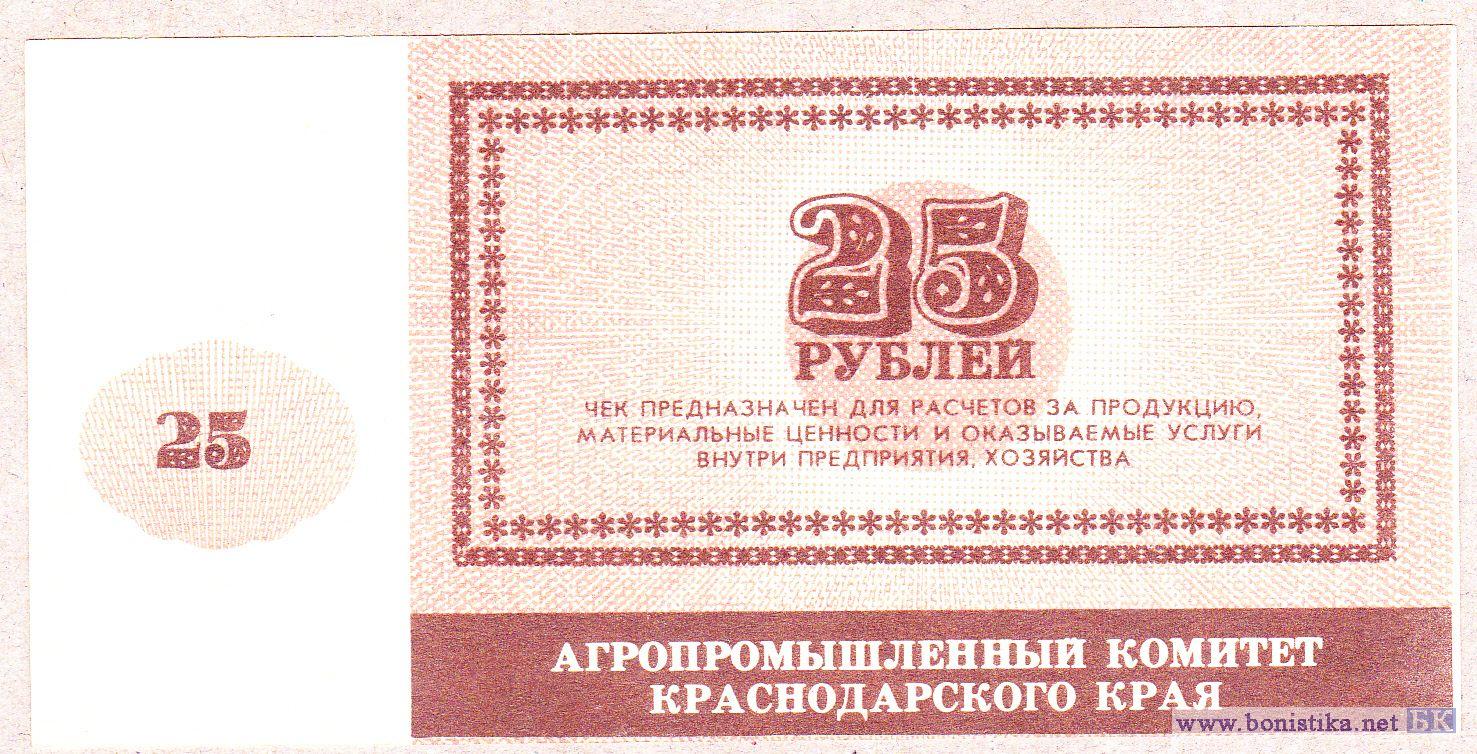 25
РУБЛЕЙ
ЧЕК ПРЕДНАЗНАЧЕН ДЛЯ РАСЧЕТОВ ЗА ПРОДУКЦИЮ,
МАТЕРИАЛЬНЫЕ ЦЕННОСТИ И ОКАЗЫВАЕМЫЕ УСЛУГИ
ВНУТРИ ПРЕДПРИЯТИЯ, ХОЗЯЙСТВА
25
АГРОПРОМЫШЛЕННЫЙ КОМИТЕТ
КРАСНОДАРСКОГО КРАЯ
www.bonistika.net БК